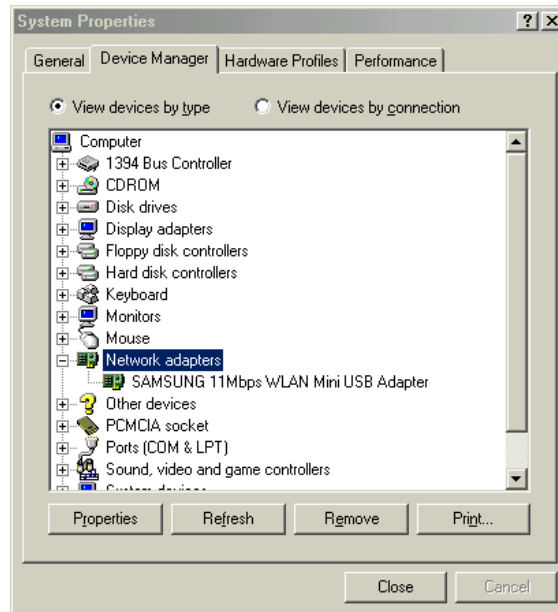 System Properties
General Device Manager Hardware Profiles Performance
View devices by type View devices by connection
Computer
1394 Bus Controller
CDROM
Disk drives
Display adapters
Floppy disk controllers
Hard disk controllers
Keyboard
Monitors
Mouse
Network adapters
SAMSUNG 11Mbps WLAN Mini USB Adapter
Other devices
PCMCIA socket
Ports (COM & LPT)
Sound, video and game controllers
System devices
Properties Refresh Remove Print...
Close Cancel